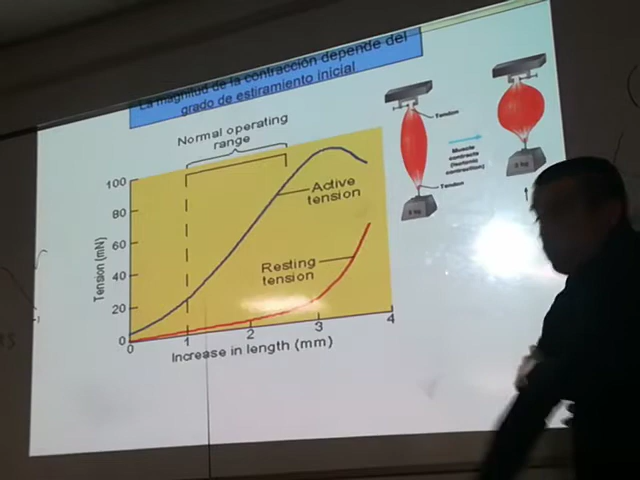 La magnitud de la contracción depende del
grado de estiramiento inicial
Normal operating
range
100
80
60
40
20
0
Tension (mN)
Active
tension
Resting
tension
0
1
2
3
4
Increase in length (mm)
Tendon
Muscle
contracts
(isotonic
contraction)
Tendon